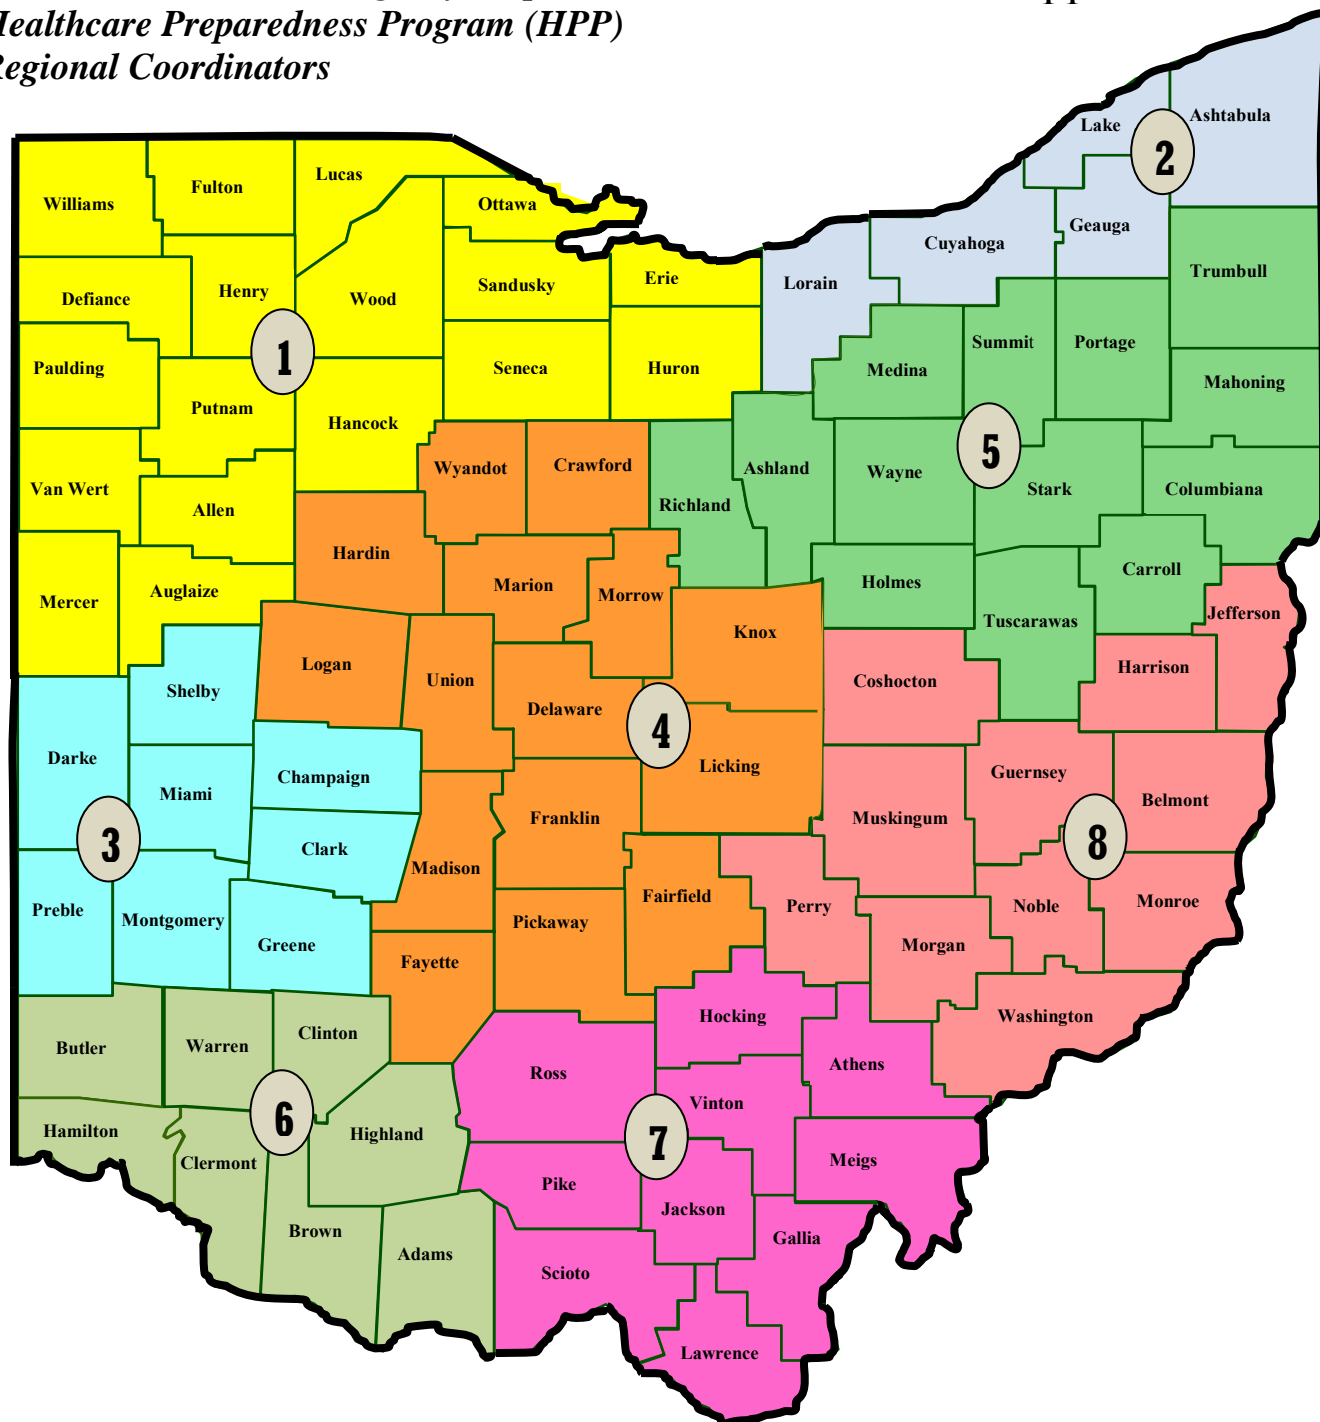 Healthcare Preparedness Program (HPP)
Regional Coordinators
Lake
Ashtabula
2
Fulton
Lucas
Williams
Ottawa
Geauga
Cuyahoga
Trumbull
Erie
Lorain
Sandusky
Henry
Defiance
Wood
Summit
Portage
1
Paulding
Seneca
Huron
Medina
Mahoning
Putnam
Hancock
5
Wyandot
Crawford
Ashland
Wayne
Van Wert
Stark
Columbiana
Allen
Richland
Hardin
Marion
Morrow
Holmes
Carroll
Mercer
Auglaize
Jefferson
Tuscarawas
Knox
Logan
Union
Harrison
Coshocton
Shelby
Delaware
4
Darke
Licking
Guernsey
Champaign
Miami
Belmont
Franklin
Muskingum
3
Clark
8
Madison
Fairfield
Perry
Noble
Monroe
Preble
Montgomery
Pickaway
Greene
Morgan
Fayette
Hocking
Washington
Clinton
Butler
Warren
Ross
Athens
Vinton
6
7
Hamilton
Highland
Clermont
Meigs
Pike
Jackson
Brown
Gallia
Adams
Scioto
Lawrence